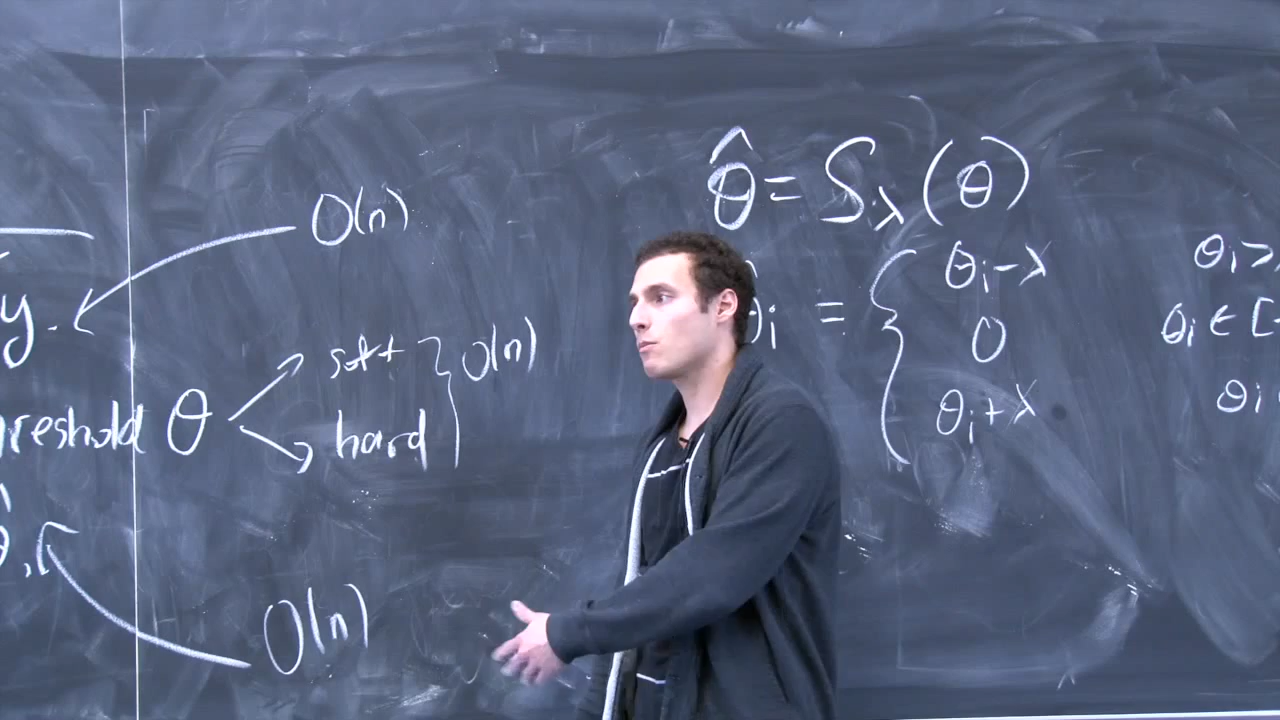 O(n)
y.
reshold θ
soft
hard
} O(n)
O(n)
θ̂ = S_λ(θ)
θ̂_i = {
θ_i - λ θ_i >
0 θ_i ∈ [-
θ_i + λ θ_i